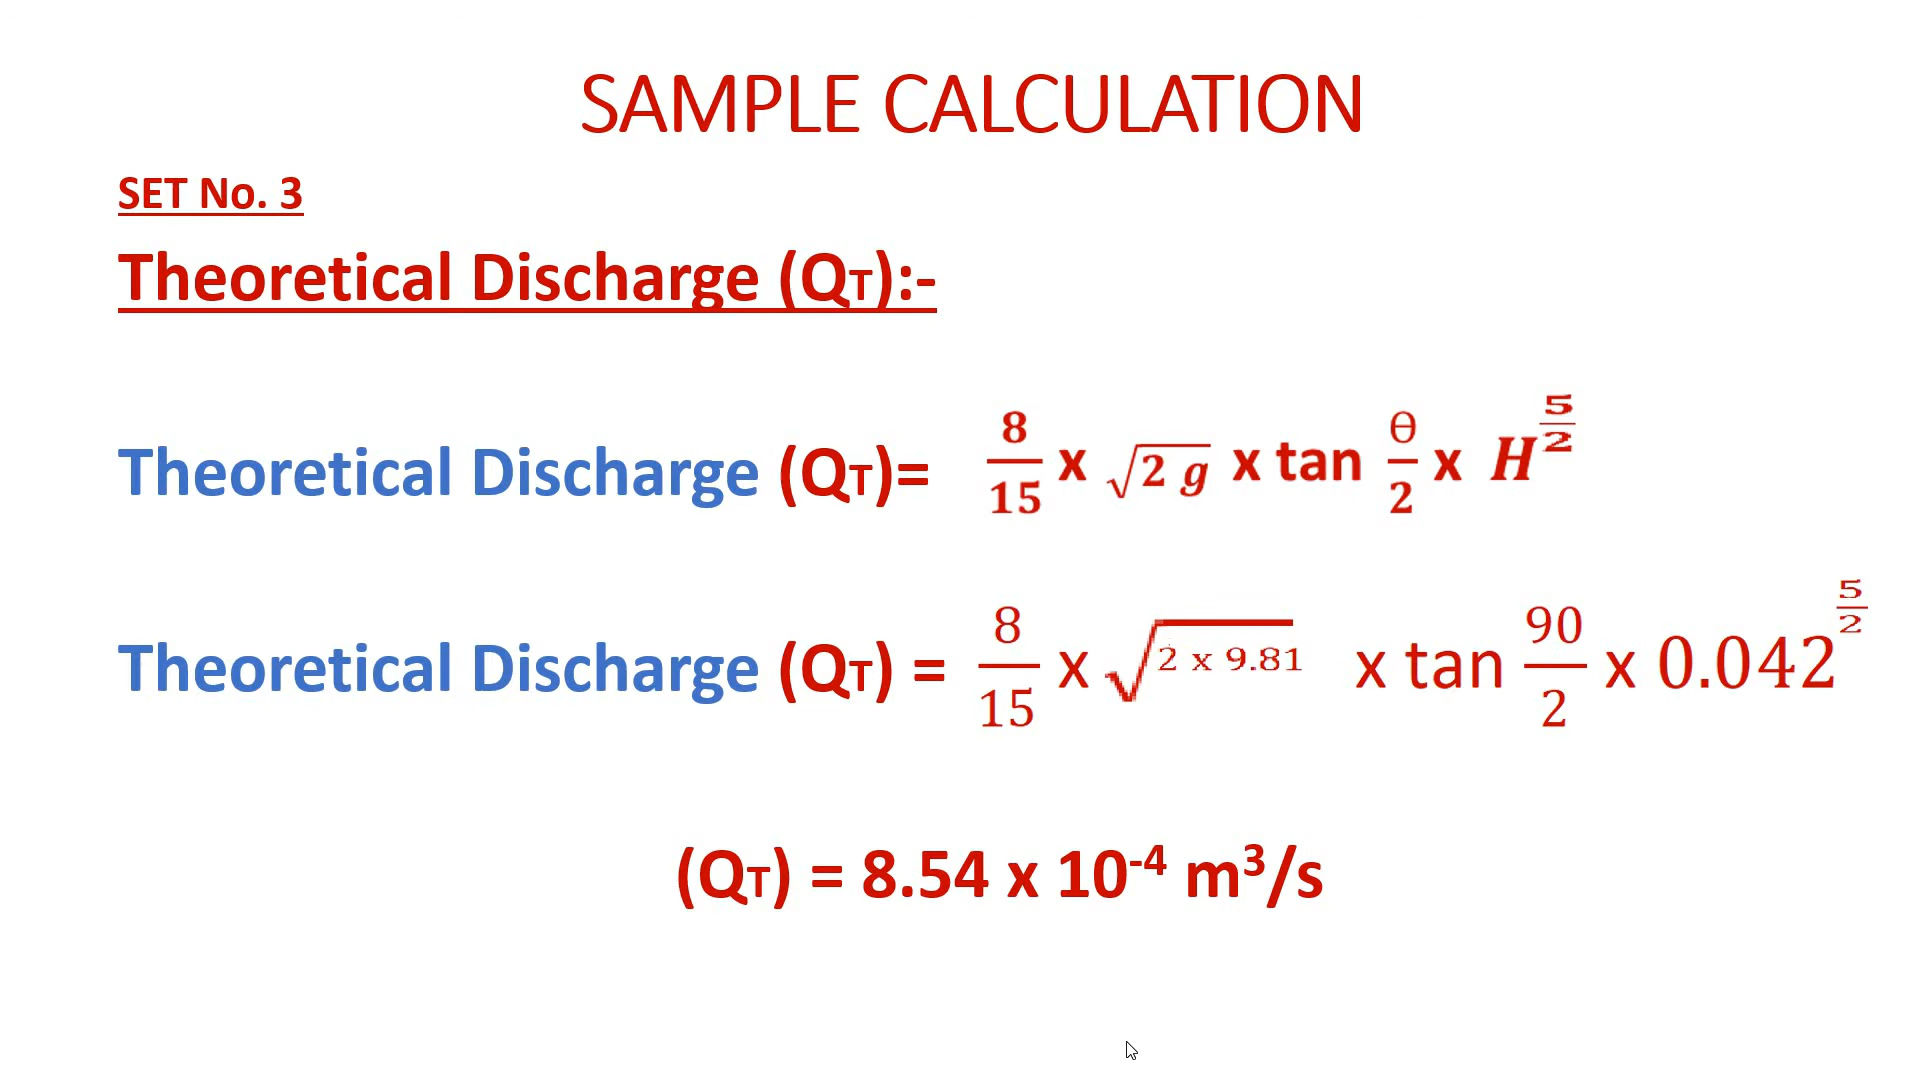 SAMPLE CALCULATION
SET No. 3
Theoretical Discharge (QT):-
Theoretical Discharge (QT)= 8/15 x √2 g x tan θ/2 x H^5/2
Theoretical Discharge (QT) = 8/15 x √2 x 9.81 x tan 90/2 x 0.042^5/2
(QT) = 8.54 x 10⁻⁴ m³/s